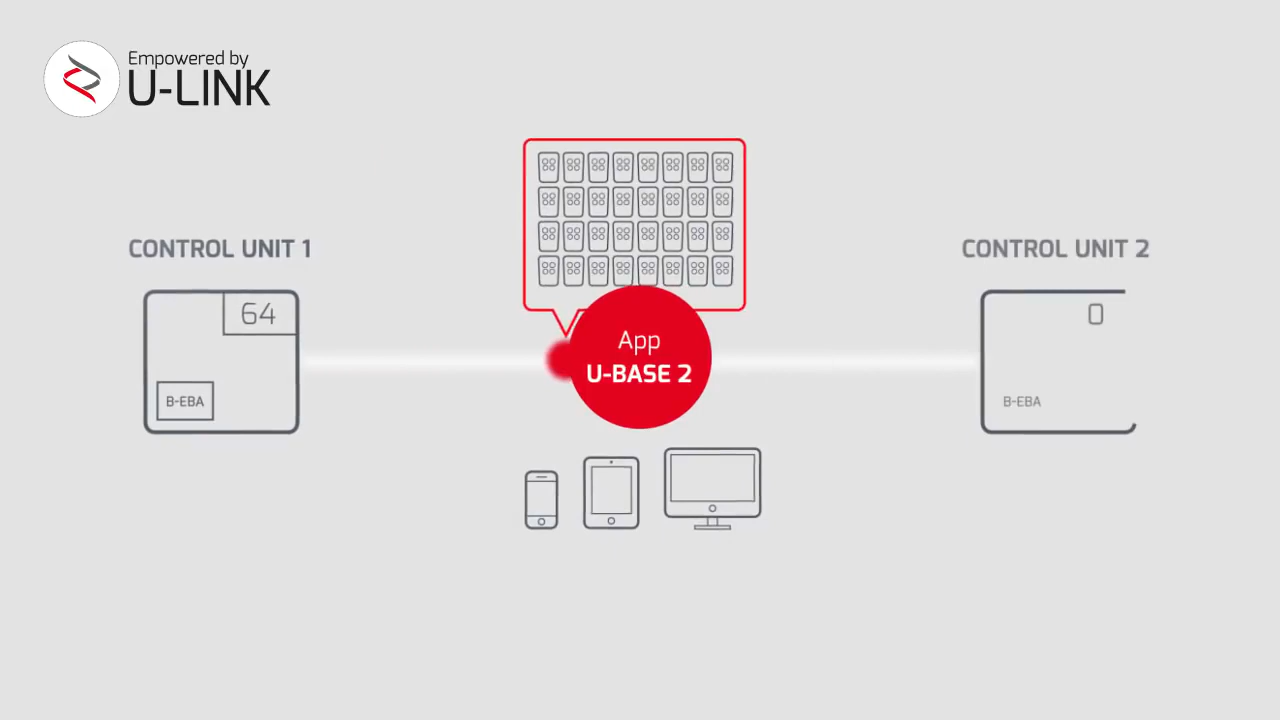 Empowered by
U-LINK
CONTROL UNIT 1
64
B-EBA
App
U-BASE 2
CONTROL UNIT 2
0
B-EBA